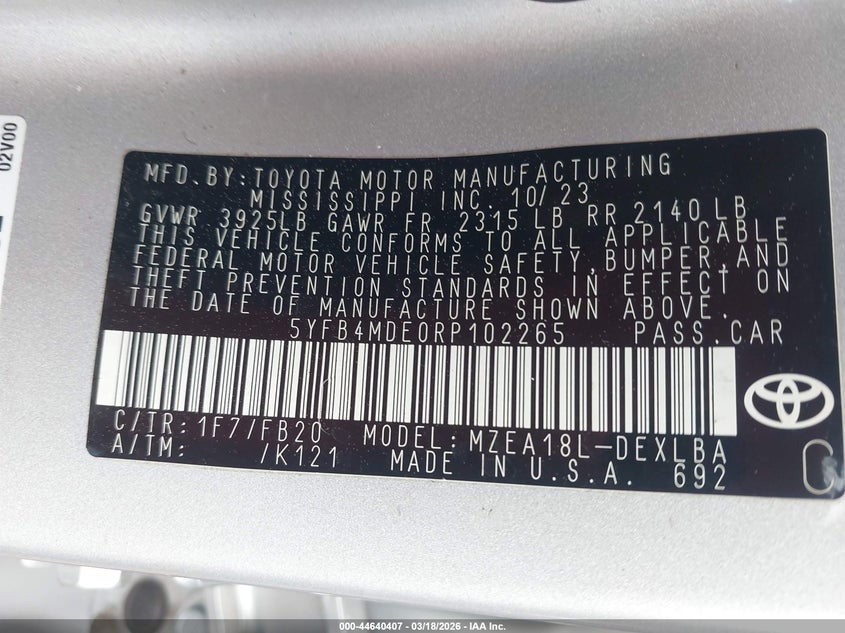 02V00
MFD.BY:TOYOTA MOTOR MANUFACTURING
MISSISSIPPI INC. 10/23
GVWR 3925LB GAWR FR 2315 LB RR 2140 LB
THIS VEHICLE CONFORMS TO ALL APPLICABLE
FEDERAL MOTOR VEHICLE SAFETY,BUMPER,AND
THEFT PREVENTION STANDARDS IN EFFECT ON
THE DATE OF MANUFACTURE SHOWN ABOVE.
5YFB4MDE0RP102265 PASS.CAR
C/TR:1F7/FB20 MODEL:MZEA18L-DEXLBA
A/TM: /K121 MADE IN U.S.A. 692
000-44640407 - 03/18/2026 - IAA Inc.